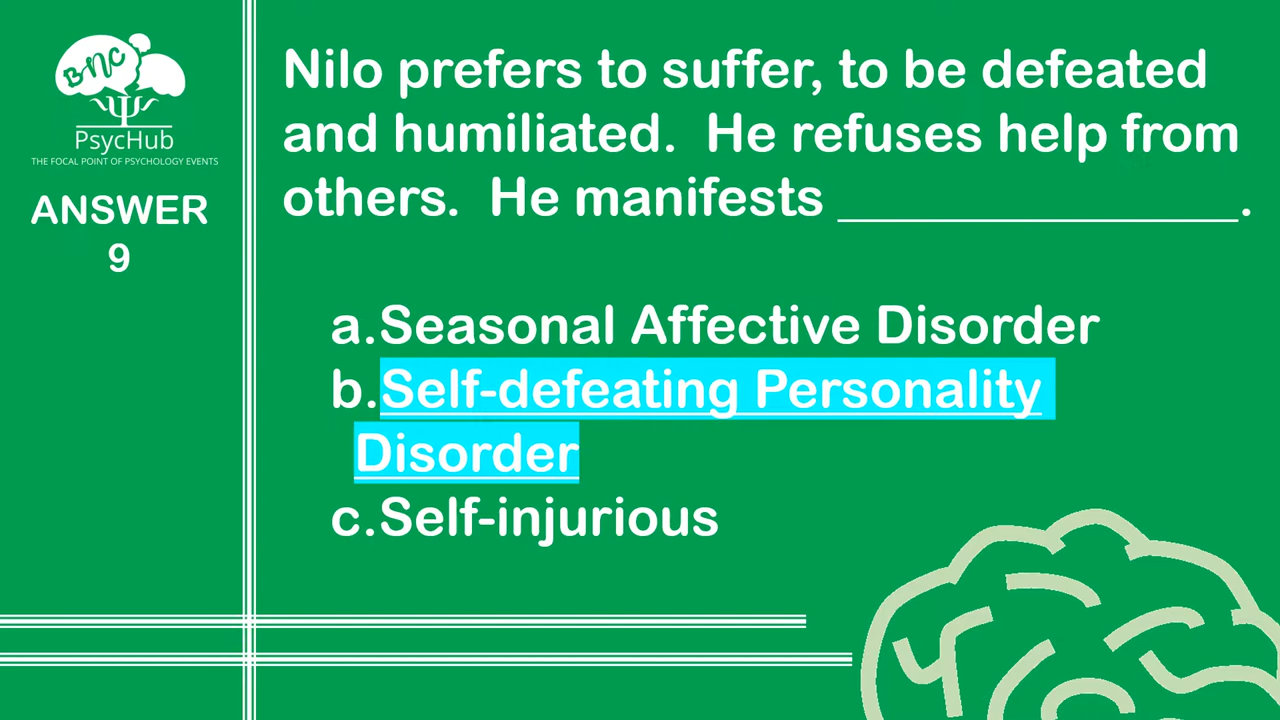 BNC
PsycHub
THE FOCAL POINT OF PSYCHOLOGY EVENTS
ANSWER
9
Nilo prefers to suffer, to be defeated
and humiliated.  He refuses help from
others.  He manifests _______________.
a.Seasonal Affective Disorder
b.Self-defeating Personality
Disorder
c.Self-injurious